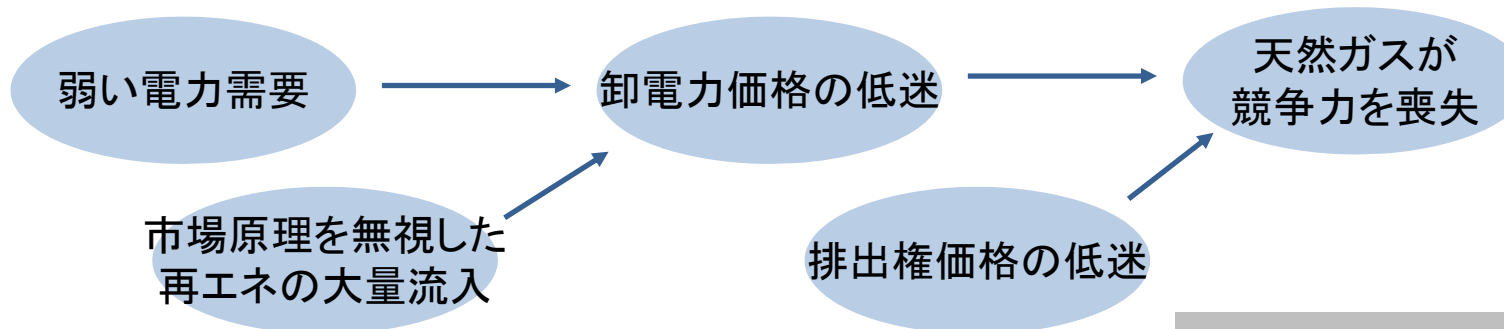 弱い電力需要
卸電力価格の低迷
天然ガスが
競争力を喪失
市場原理を無視した
再エネの大量流入
排出権価格の低迷